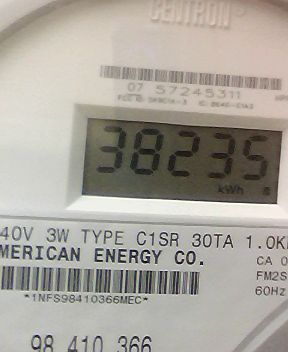 CENTRON®
07 57245311
38235
kWh
40V 3W TYPE C1SR 30TA 1.0K
MERICAN ENERGY CO.
CA 0
FM2S
60Hz
*1NFS98410366MEC*
98 410 366